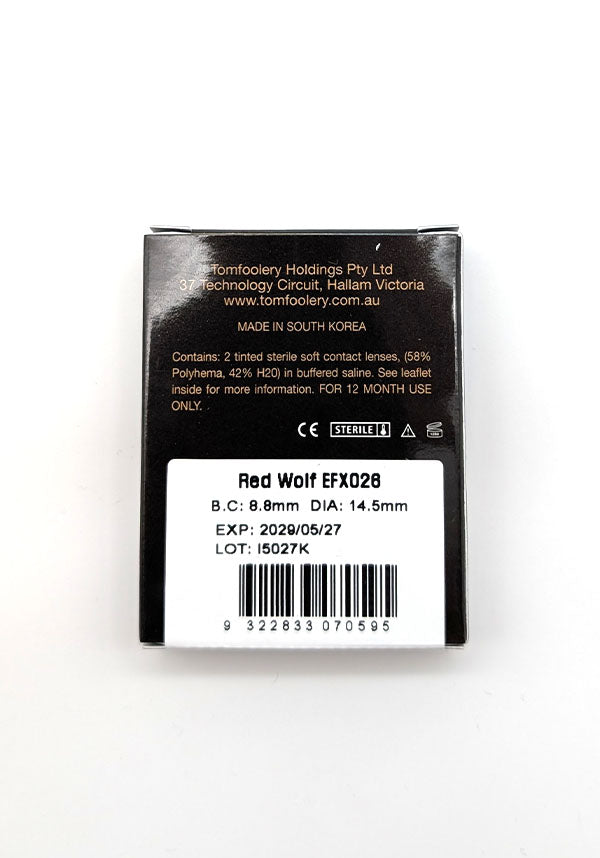 Tomfoolery Holdings Pty Ltd
37 Technology Circuit, Hallam Victoria
www.tomfoolery.com.au
MADE IN SOUTH KOREA
Contains: 2 tinted sterile soft contact lenses, (58%
Polyhema, 42% H20) in buffered saline. See leaflet
inside for more information. FOR 12 MONTH USE
ONLY.
CE STERILE
Red Wolf EFX026
B.C: 8.8mm DIA: 14.5mm
EXP: 2029/05/27
LOT: I5027K
9 322833 070595